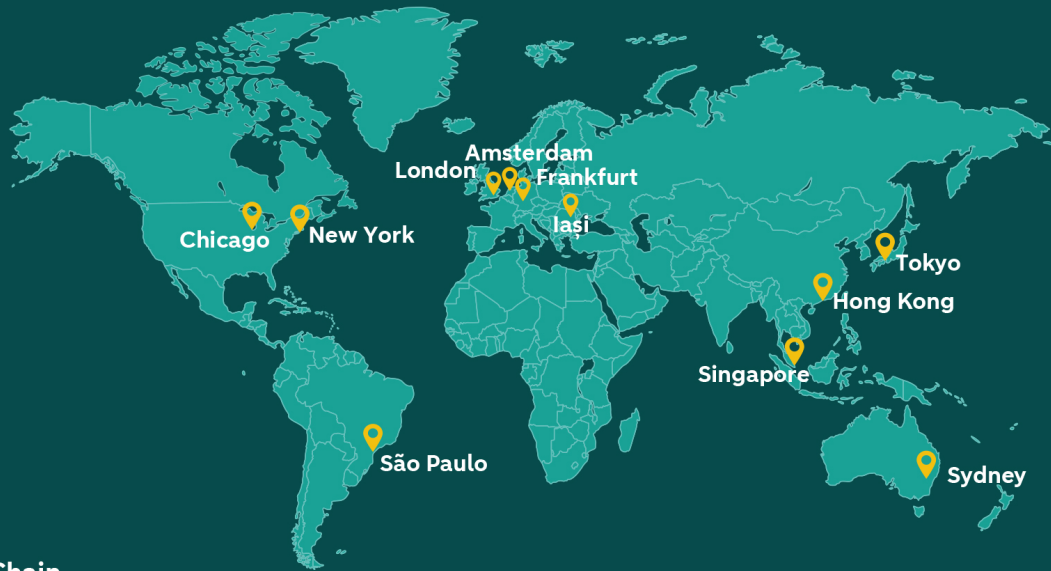 Amsterdam
London
Frankfurt
Iași
Chicago
New York
Tokyo
Hong Kong
Singapore
São Paulo
Sydney